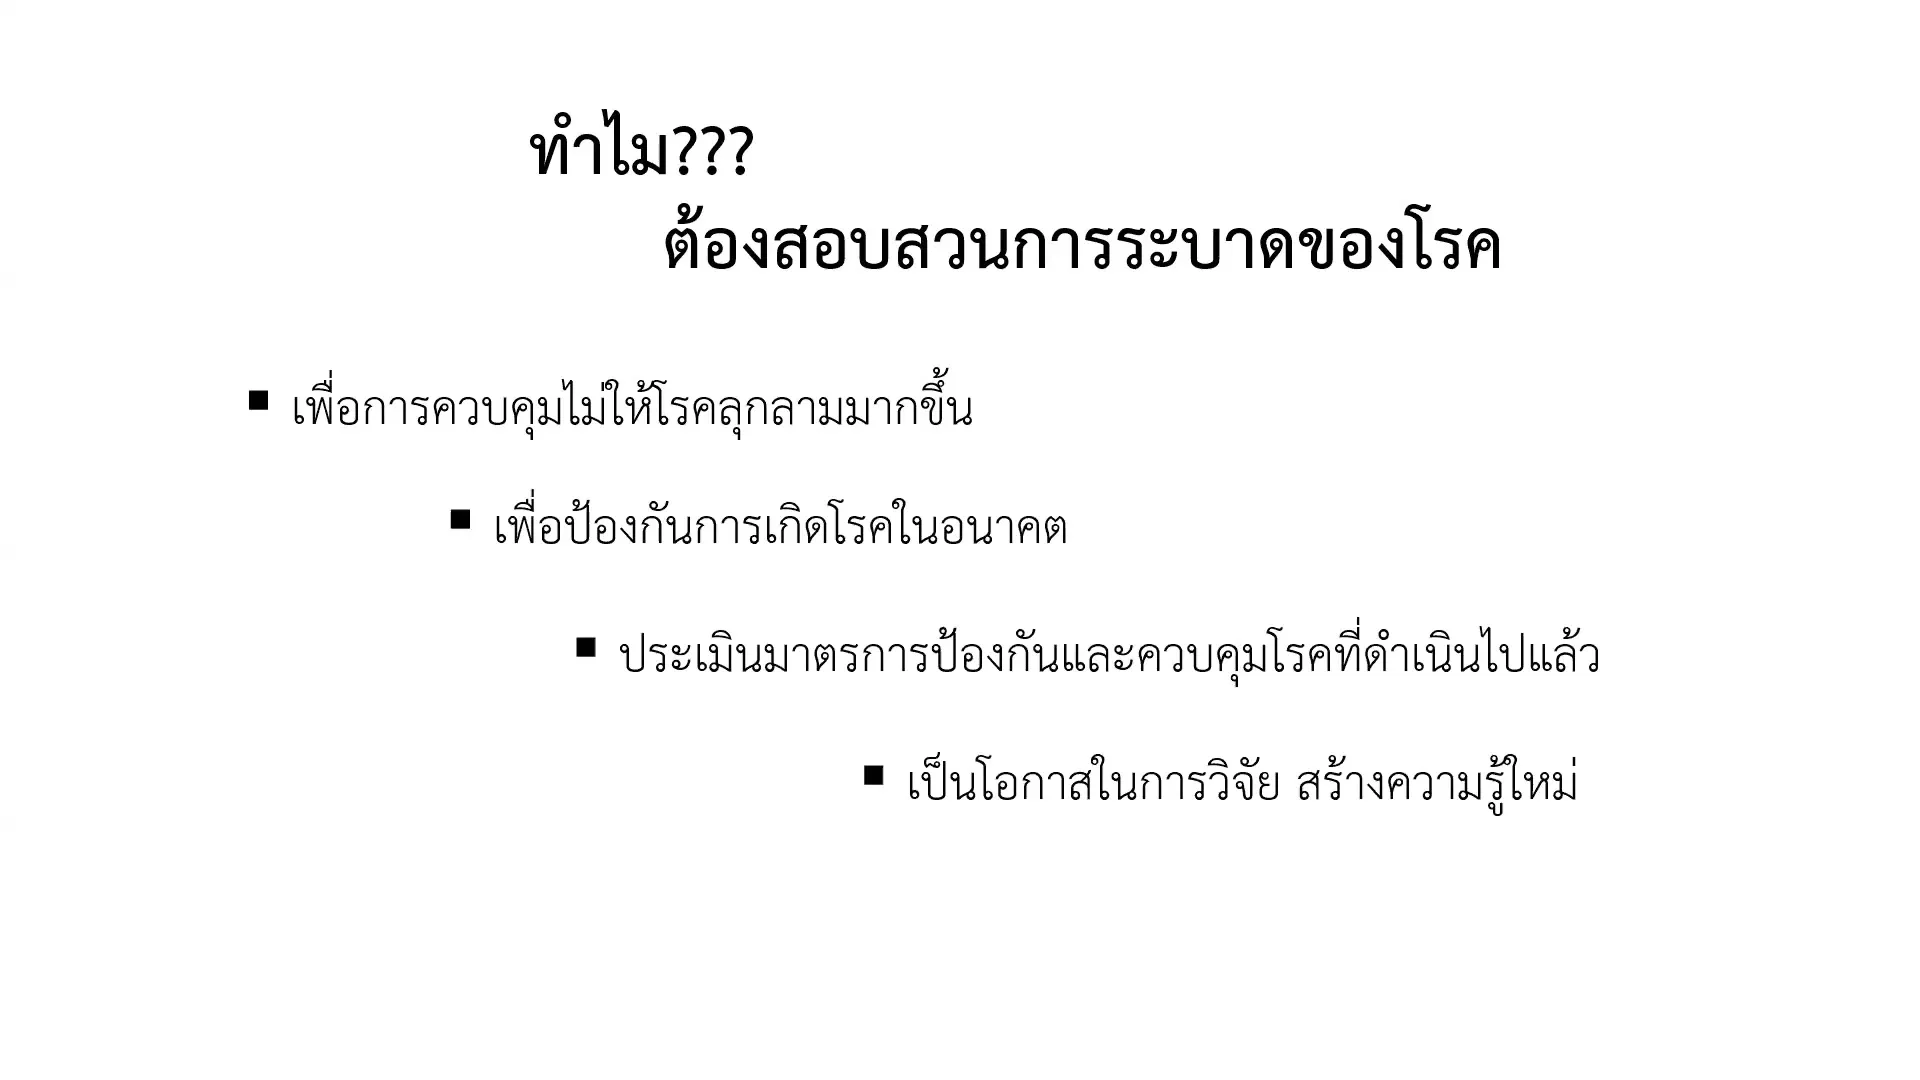 ทำไม???
ต้องสอบสวนการระบาดของโรค
▪ เพื่อการควบคุมไม่ให้โรคลุกลามมากขึ้น
▪ เพื่อป้องกันการเกิดโรคในอนาคต
▪ ประเมินมาตรการป้องกันและควบคุมโรคที่ดำเนินไปแล้ว
▪ เป็นโอกาสในการวิจัย สร้างความรู้ใหม่